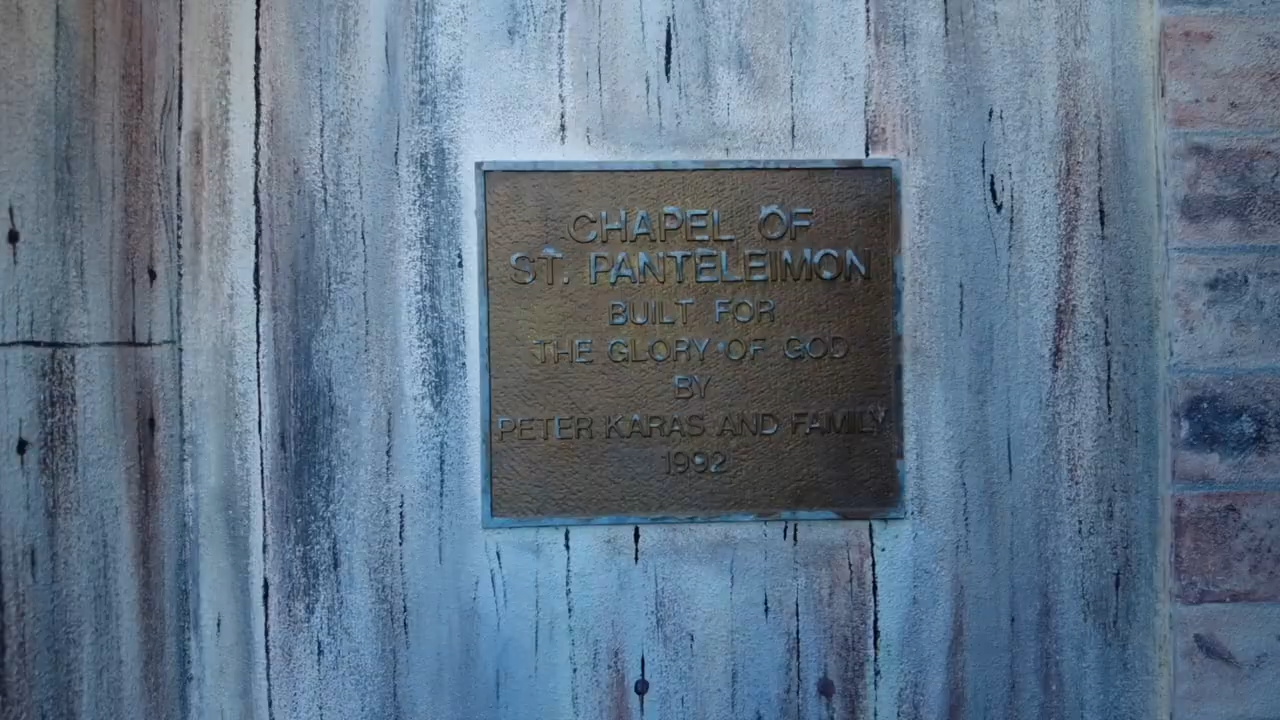 CHAPEL OF
ST. PANTELEIMON
BUILT FOR
THE GLORY OF GOD
BY
PETER KARAS AND FAMILY
1992